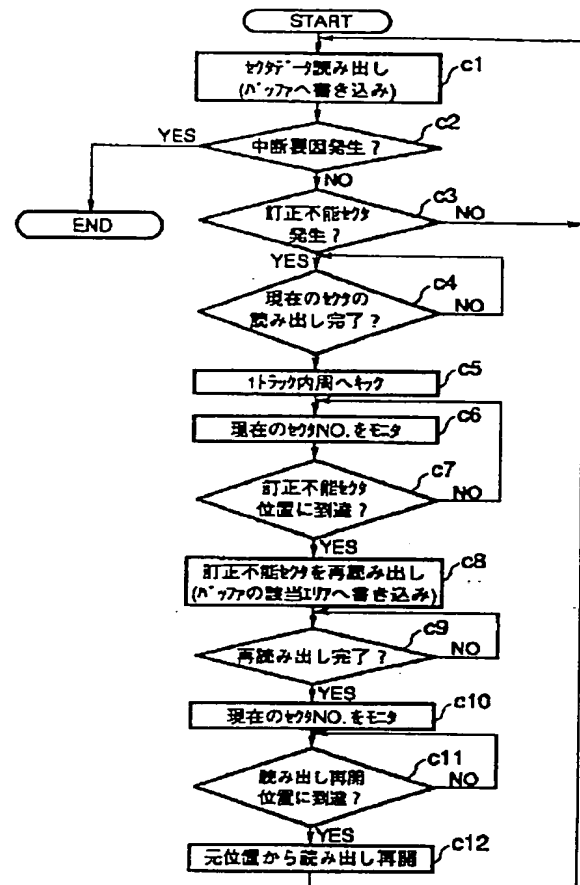 START
セクタデータ読み出し
(バッファへ書き込み)
c1
中断要因発生?
c2
YES
NO
END
訂正不能セクタ
発生?
c3
NO
YES
現在のセクタの
読み出し完了?
c4
NO
1トラック内周へキック
c5
現在のセクタNO.をモニタ
c6
訂正不能セクタ
位置に到達?
c7
NO
YES
訂正不能セクタを再読み出し
(バッファの該当エリアへ書き込み)
c8
再読み出し完了?
c9
NO
YES
現在のセクタNO.をモニタ
c10
読み出し再開
位置に到達?
c11
NO
YES
元位置から読み出し再開
c12